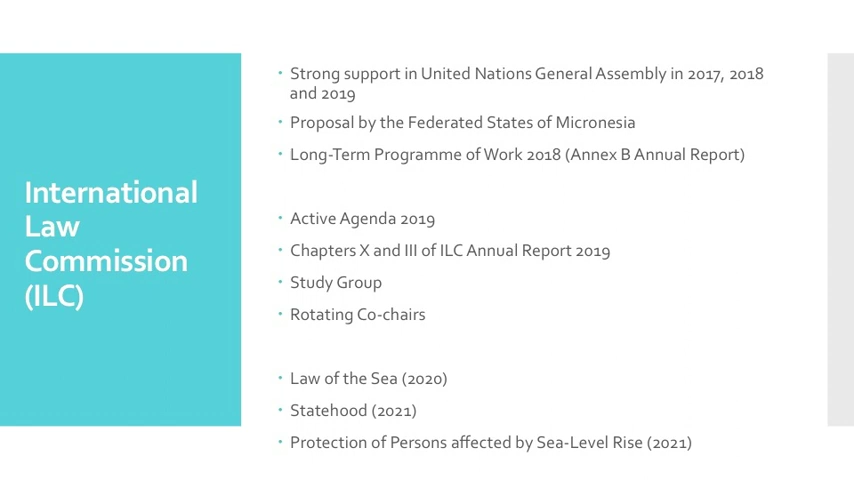 International
Law
Commission
(ILC)
• Strong support in United Nations General Assembly in 2017, 2018
and 2019
• Proposal by the Federated States of Micronesia
• Long-Term Programme of Work 2018 (Annex B Annual Report)
• Active Agenda 2019
• Chapters X and III of ILC Annual Report 2019
• Study Group
• Rotating Co-chairs
• Law of the Sea (2020)
• Statehood (2021)
• Protection of Persons affected by Sea-Level Rise (2021)